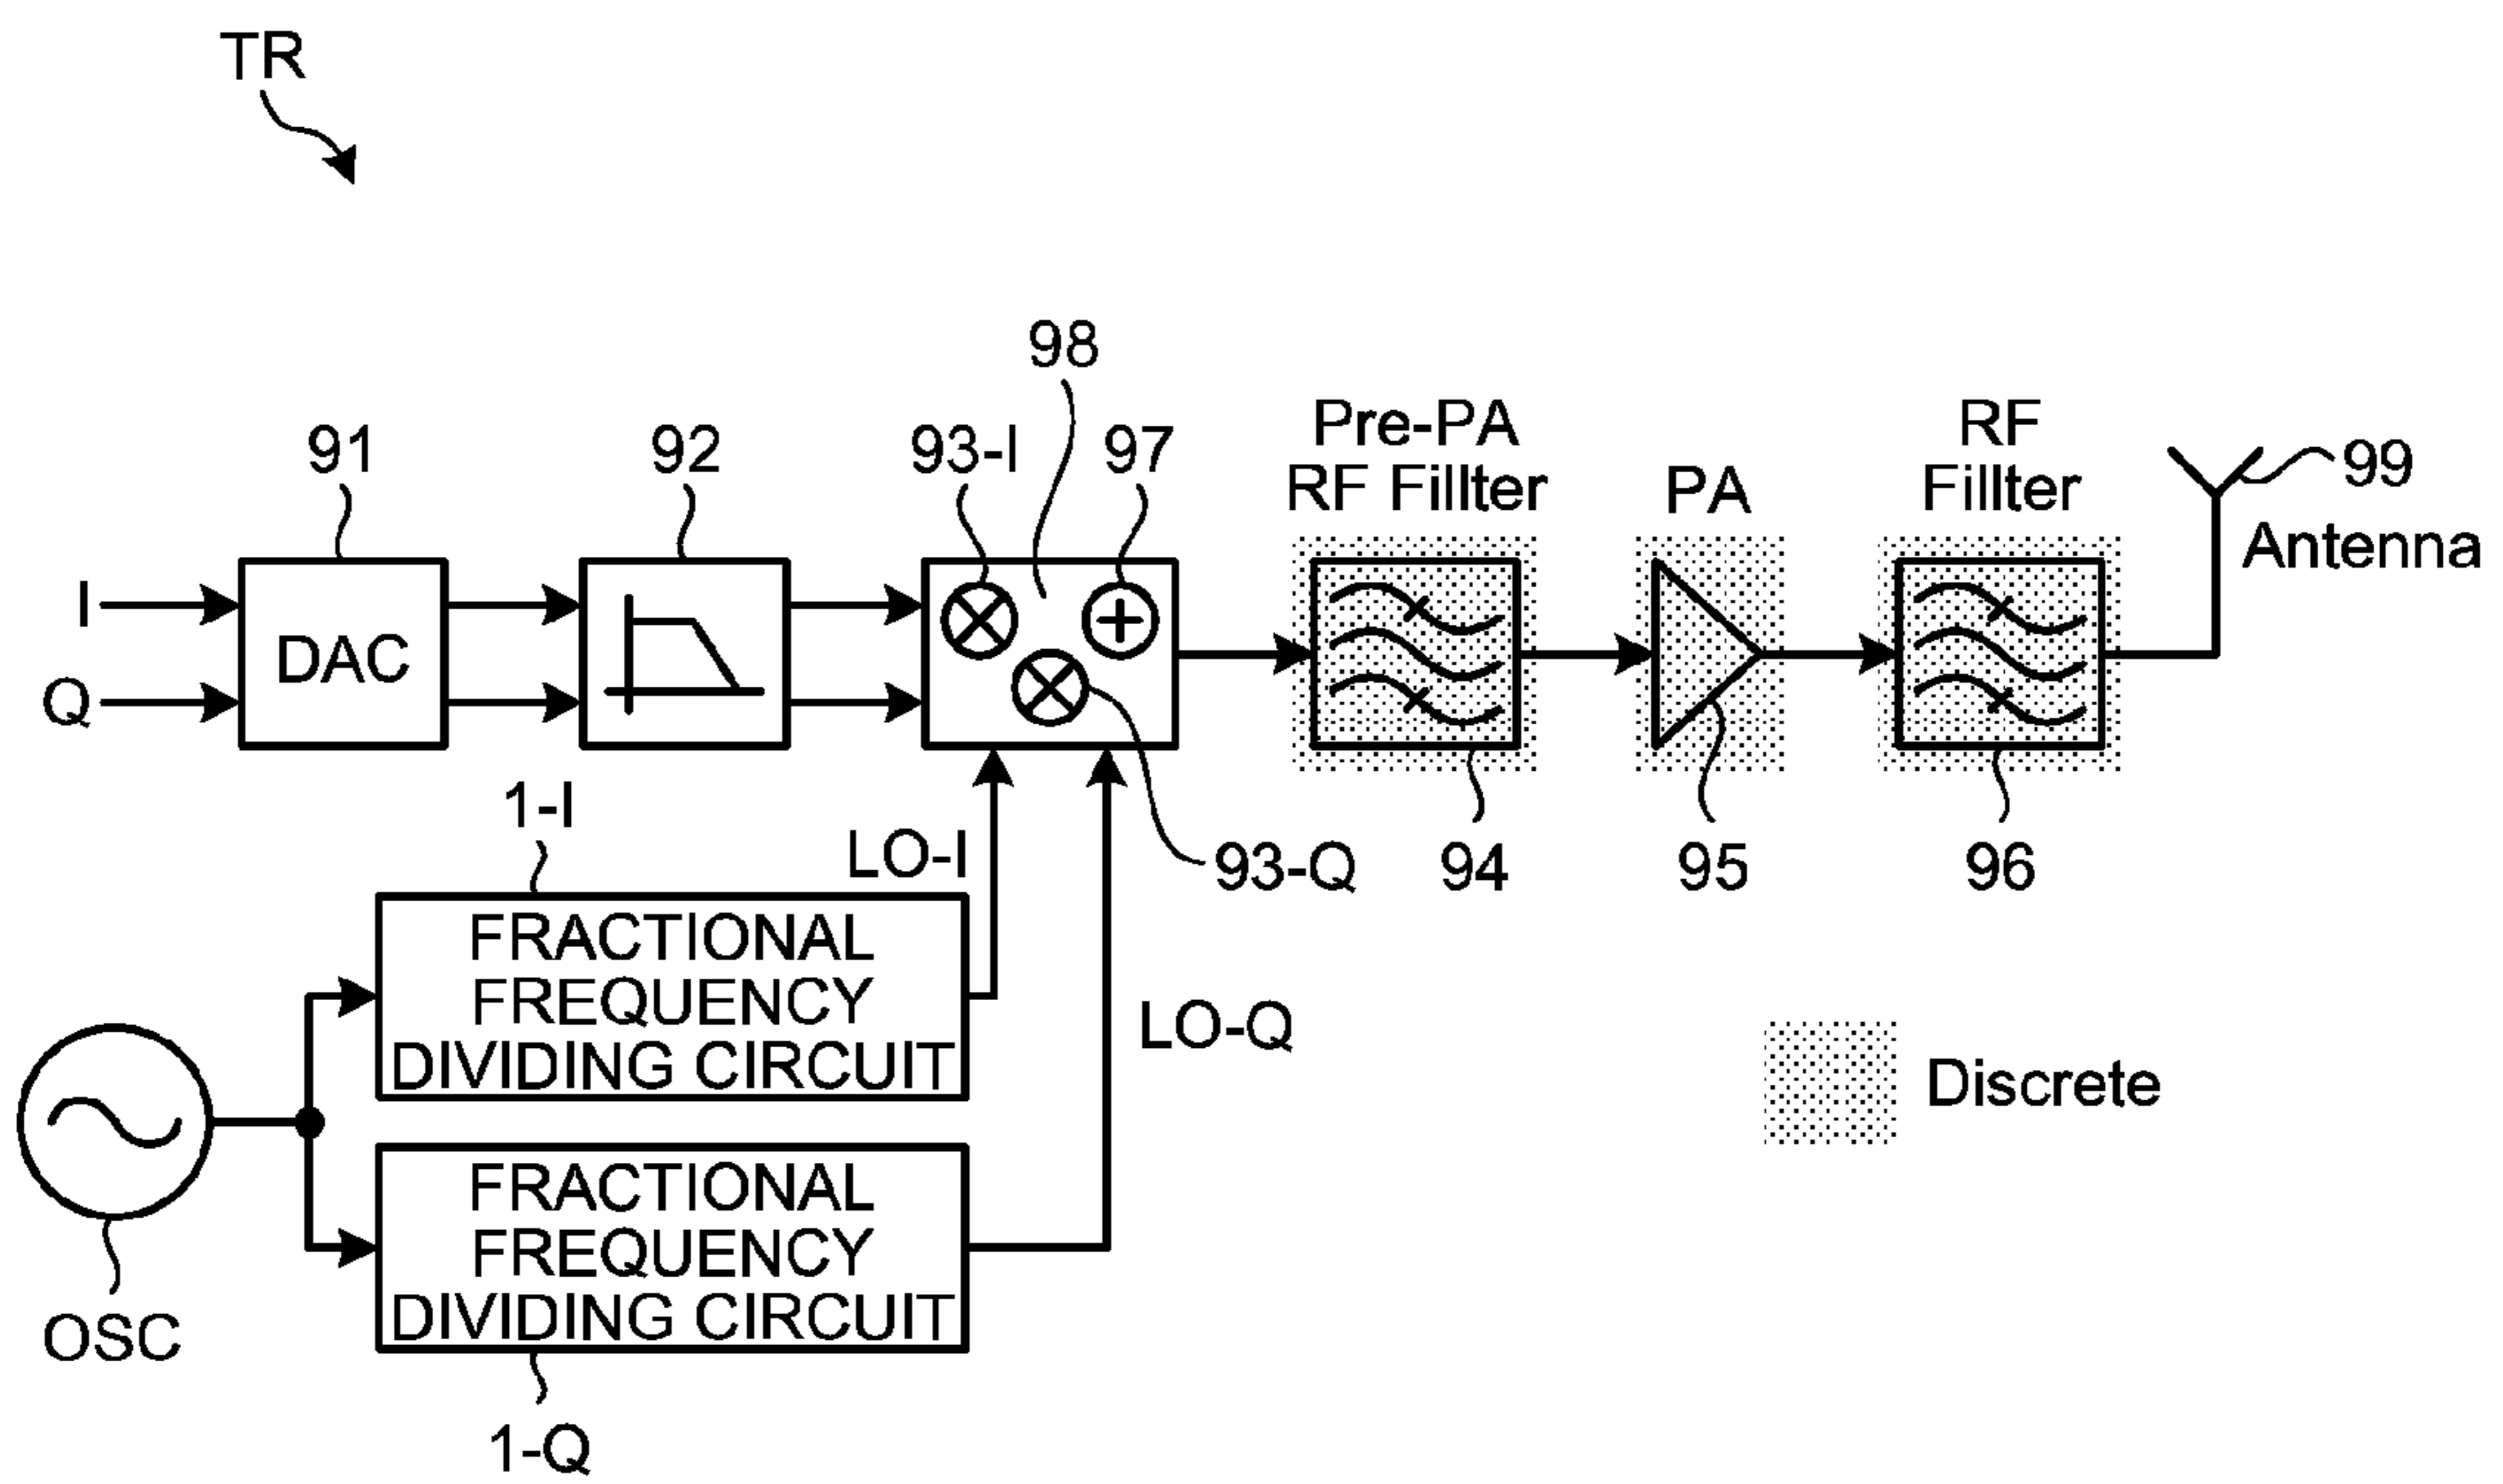 TR
98
91
92
93-I
97
Pre-PA
RF Fillter
PA
RF
Fillter
99
Antenna
I
Q
DAC
1-I
LO-I
93-Q
94
95
96
FRACTIONAL
FREQUENCY
DIVIDING CIRCUIT
LO-Q
Discrete
FRACTIONAL
FREQUENCY
DIVIDING CIRCUIT
OSC
1-Q